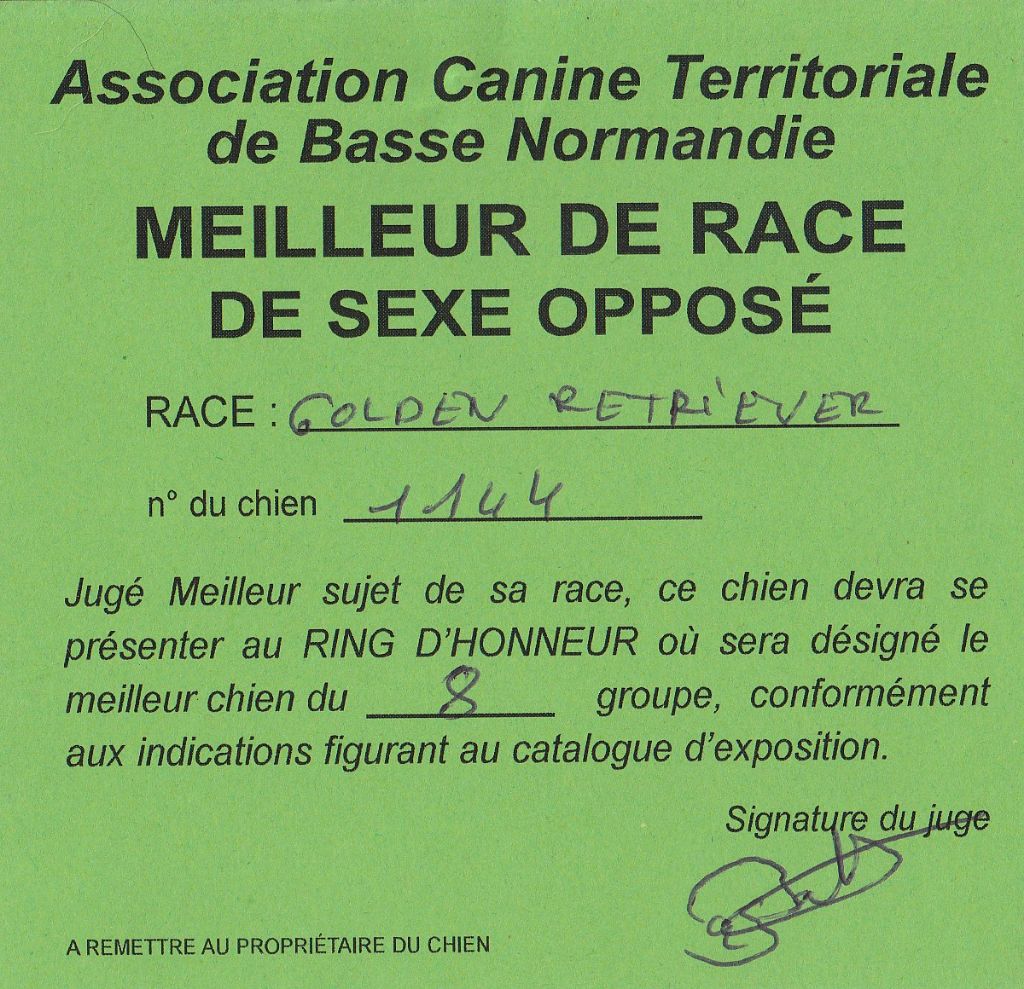 Association Canine Territoriale
de Basse Normandie
MEILLEUR DE RACE
DE SEXE OPPOSÉ
RACE : GOLDEN RETRIEVER
n° du chien 1144
Jugé Meilleur sujet de sa race, ce chien devra se
présenter au RING D'HONNEUR où sera désigné le
meilleur chien du 8 groupe, conformément
aux indications figurant au catalogue d'exposition.
Signature du juge
A REMETTRE AU PROPRIÉTAIRE DU CHIEN